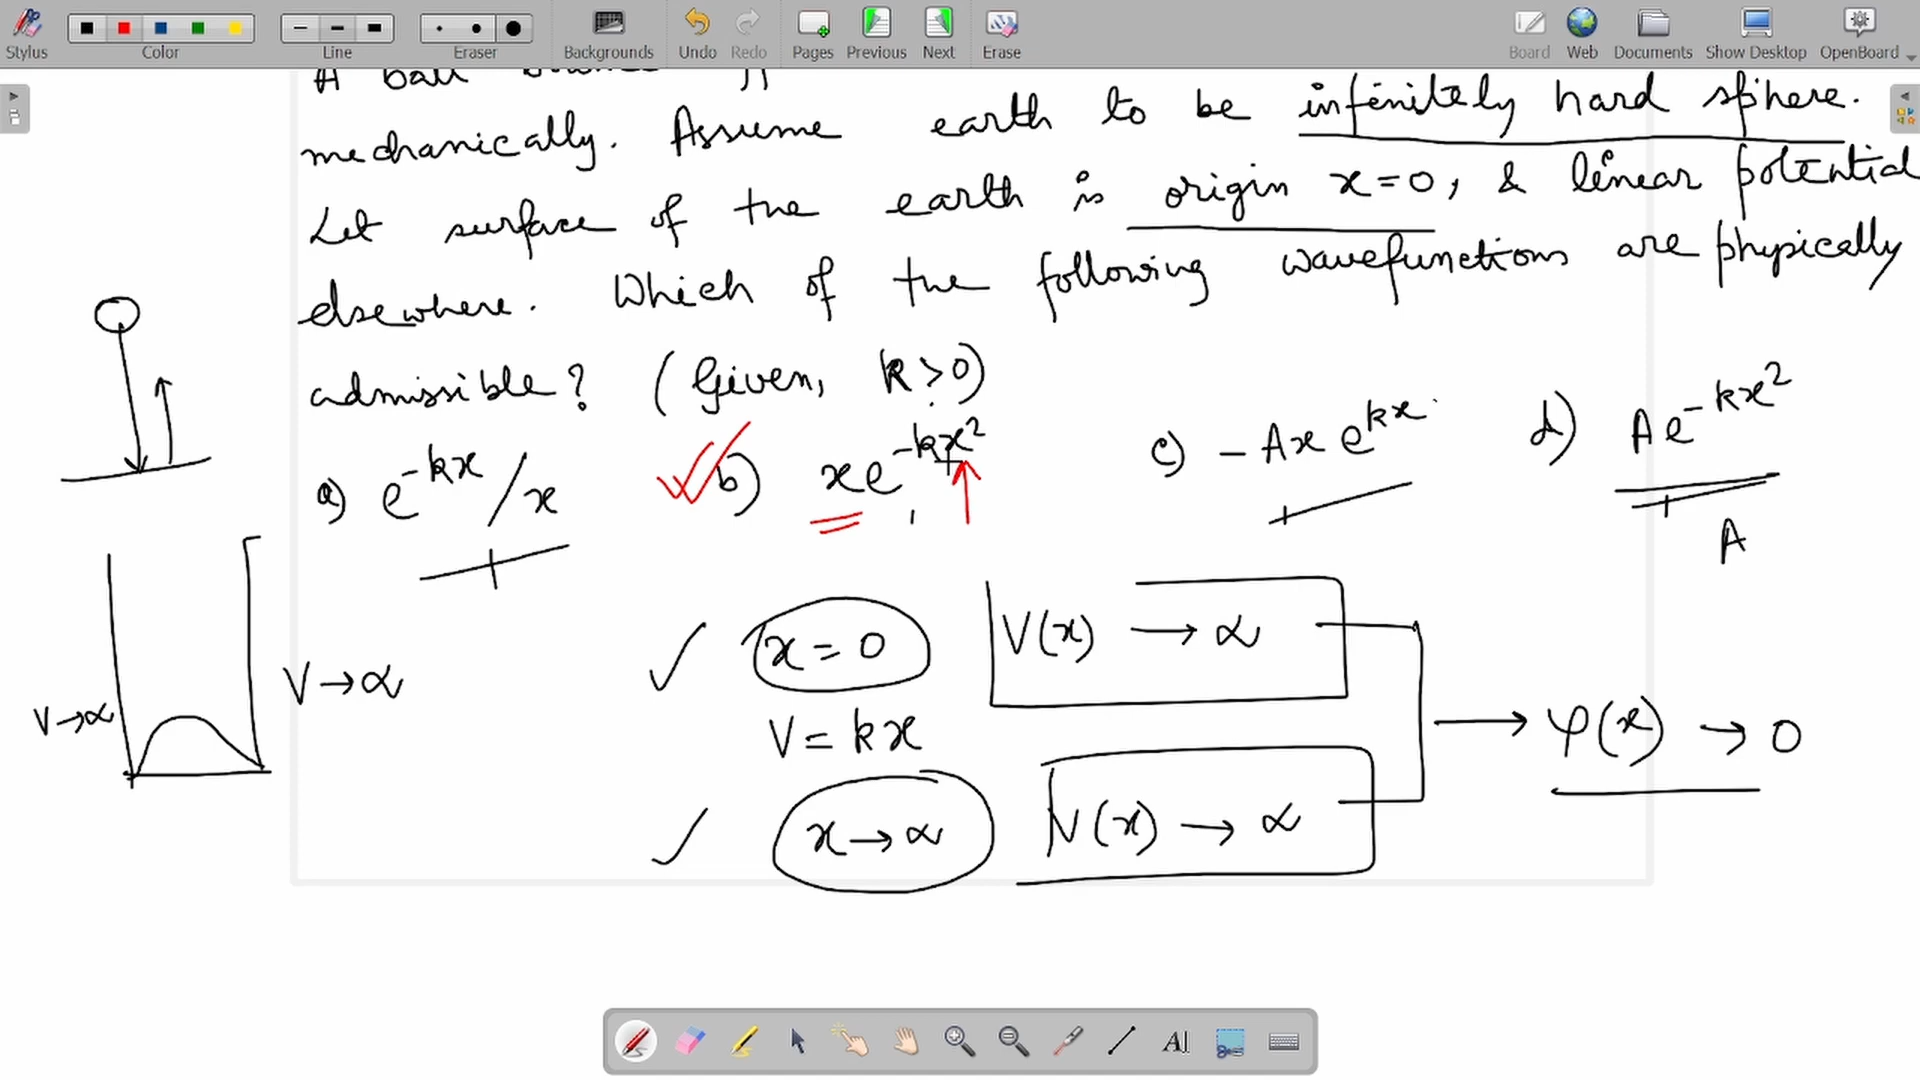 Stylus Color Line Eraser Backgrounds Undo Redo Pages Previous Next Erase Board Web Documents Show Desktop OpenBoard
A ball
mechanically. Assume earth to be infinitely hard sphere.
Let surface of the earth is origin x=0, & linear potential
elsewhere. Which of the following wavefunctions are physically
admissible? (Given, k>0)
a) e^{-kx}/x b) xe^{-kx^2} c) -Axe^{kx} d) Ae^{-kx^2}
A
x=0 V(x) → ∝
V→∝
V→∝
V=kx
ψ(x) → 0
x→∝ V(x) → ∝
AI